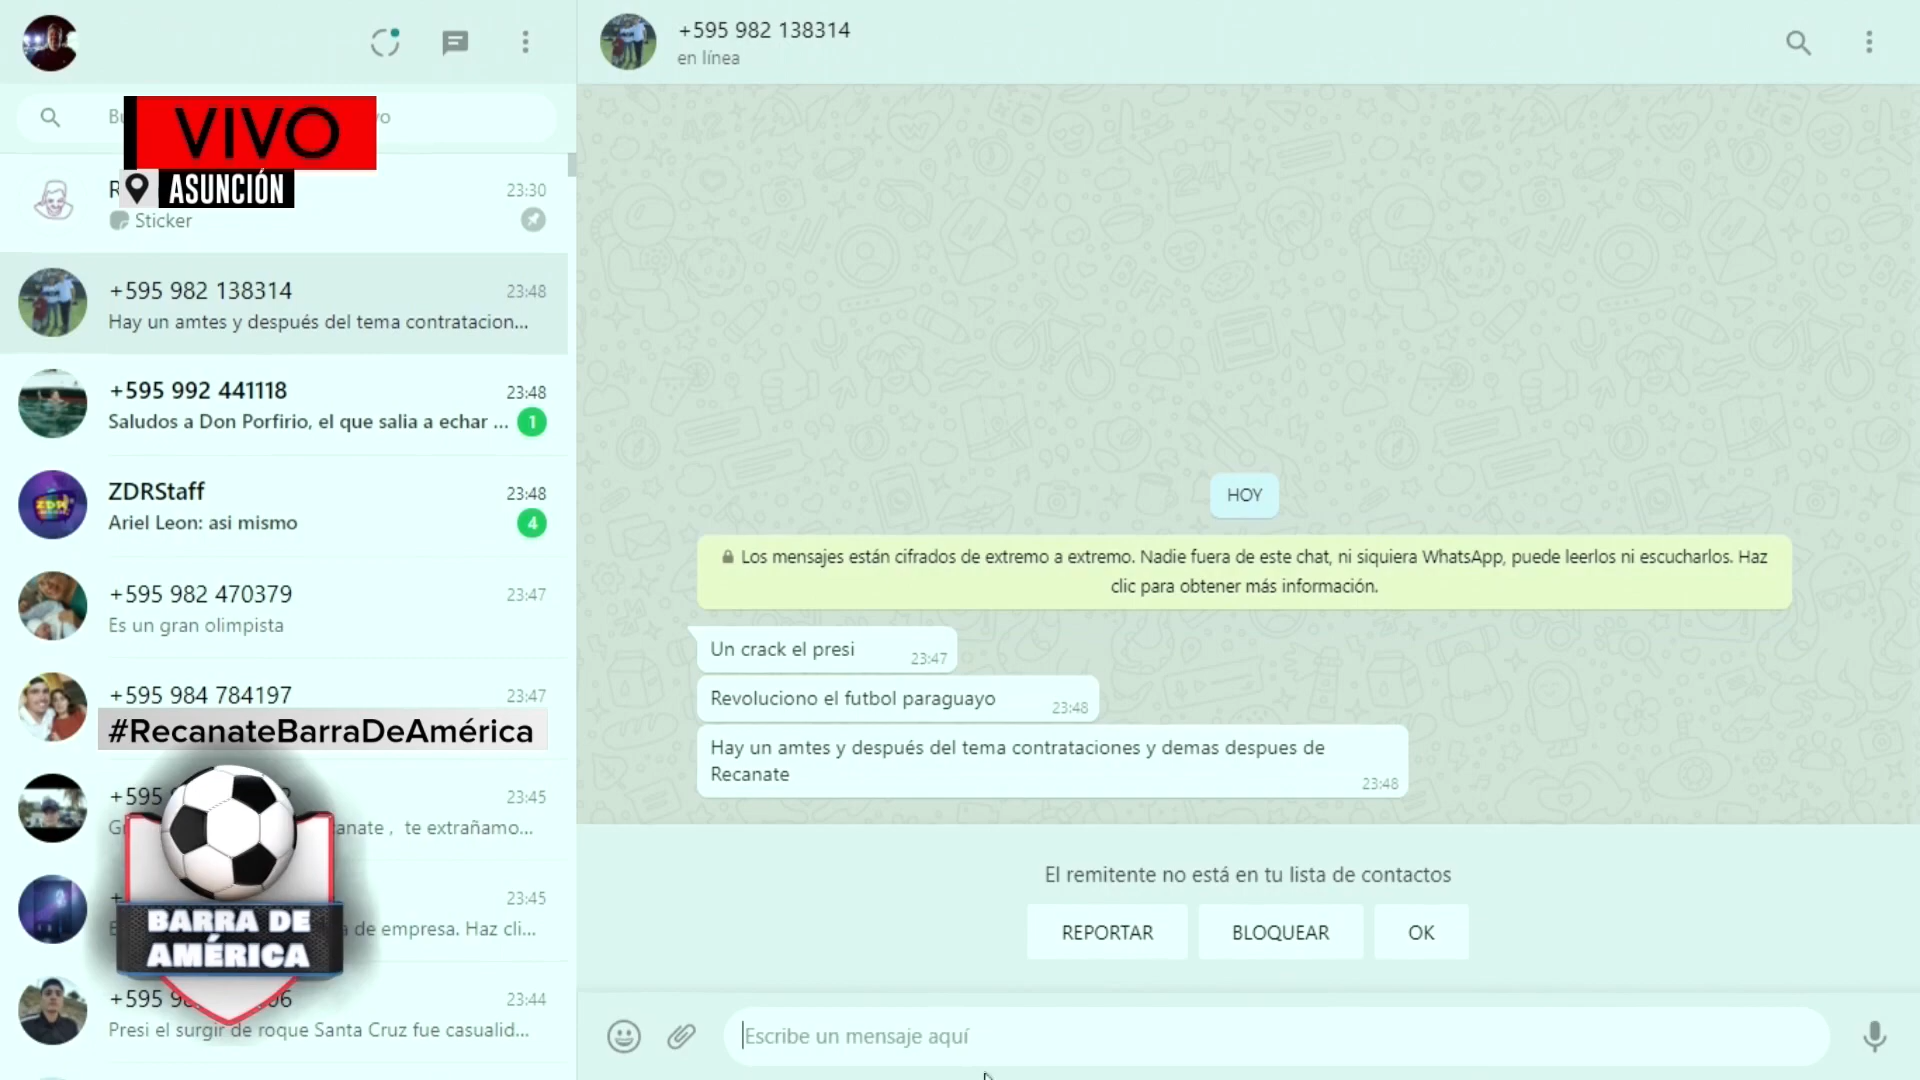 VIVO
ASUNCIÓN
23:30
Sticker
+595 982 138314
23:48
Hay un amtes y después del tema contratacion...
+595 992 441118
23:48
Saludos a Don Porfirio, el que salia a echar ...
1
ZDRStaff
23:48
Ariel Leon: asi mismo
4
+595 982 470379
23:47
Es un gran olimpista
+595 984 784197
23:47
#RecanateBarraDeAmérica
+595
23:45
te extrañamo...
23:45
de empresa. Haz cli...
BARRA DE
AMÉRICA
+595
23:44
Presi el surgir de roque Santa Cruz fue casualid...
+595 982 138314
en línea
HOY
Los mensajes están cifrados de extremo a extremo. Nadie fuera de este chat, ni siquiera WhatsApp, puede leerlos ni escucharlos. Haz
clic para obtener más información.
Un crack el presi
23:47
Revoluciono el futbol paraguayo
23:48
Hay un amtes y después del tema contrataciones y demas despues de
Recanate
23:48
El remitente no está en tu lista de contactos
REPORTAR
BLOQUEAR
OK
Escribe un mensaje aquí